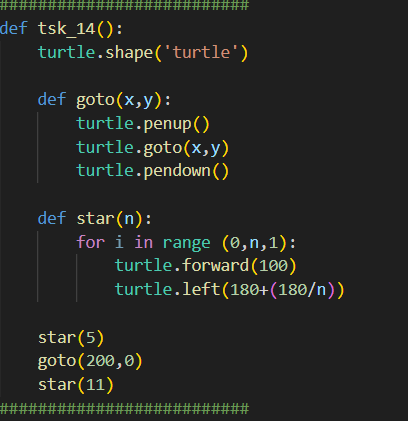 ##########################
def tsk_14():
    turtle.shape('turtle')

    def goto(x,y):
        turtle.penup()
        turtle.goto(x,y)
        turtle.pendown()

    def star(n):
        for i in range (0,n,1):
            turtle.forward(100)
            turtle.left(180+(180/n))

    star(5)
    goto(200,0)
    star(11)
##########################